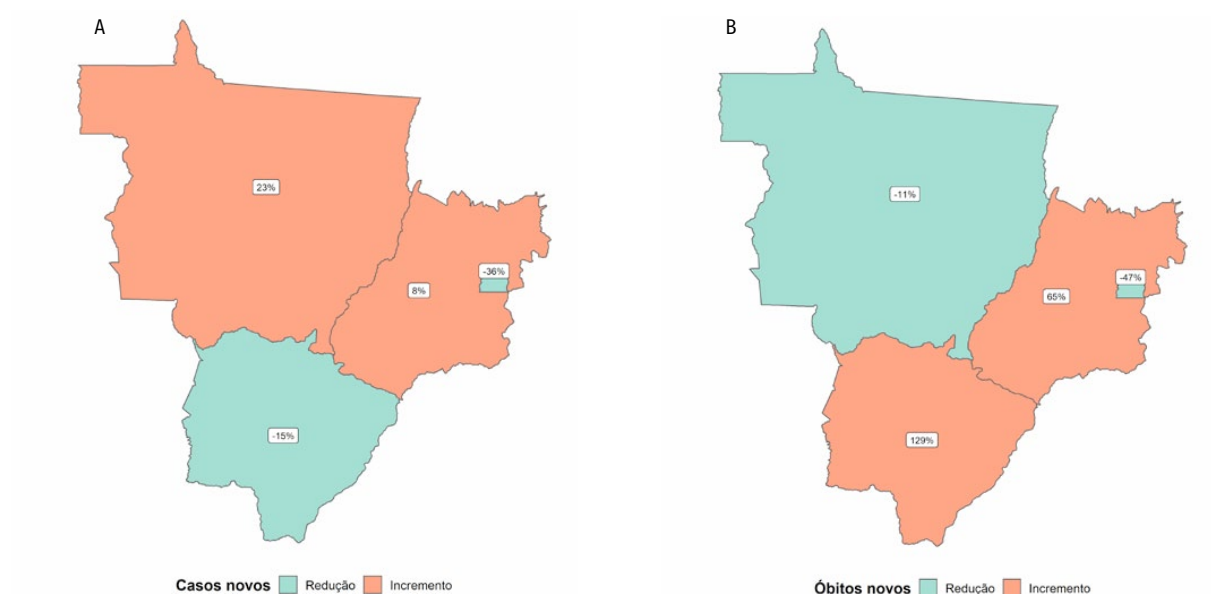 A
23%
-36%
8%
-15%
Casos novos Redução Incremento
B
-11%
-47%
65%
129%
Óbitos novos Redução Incremento